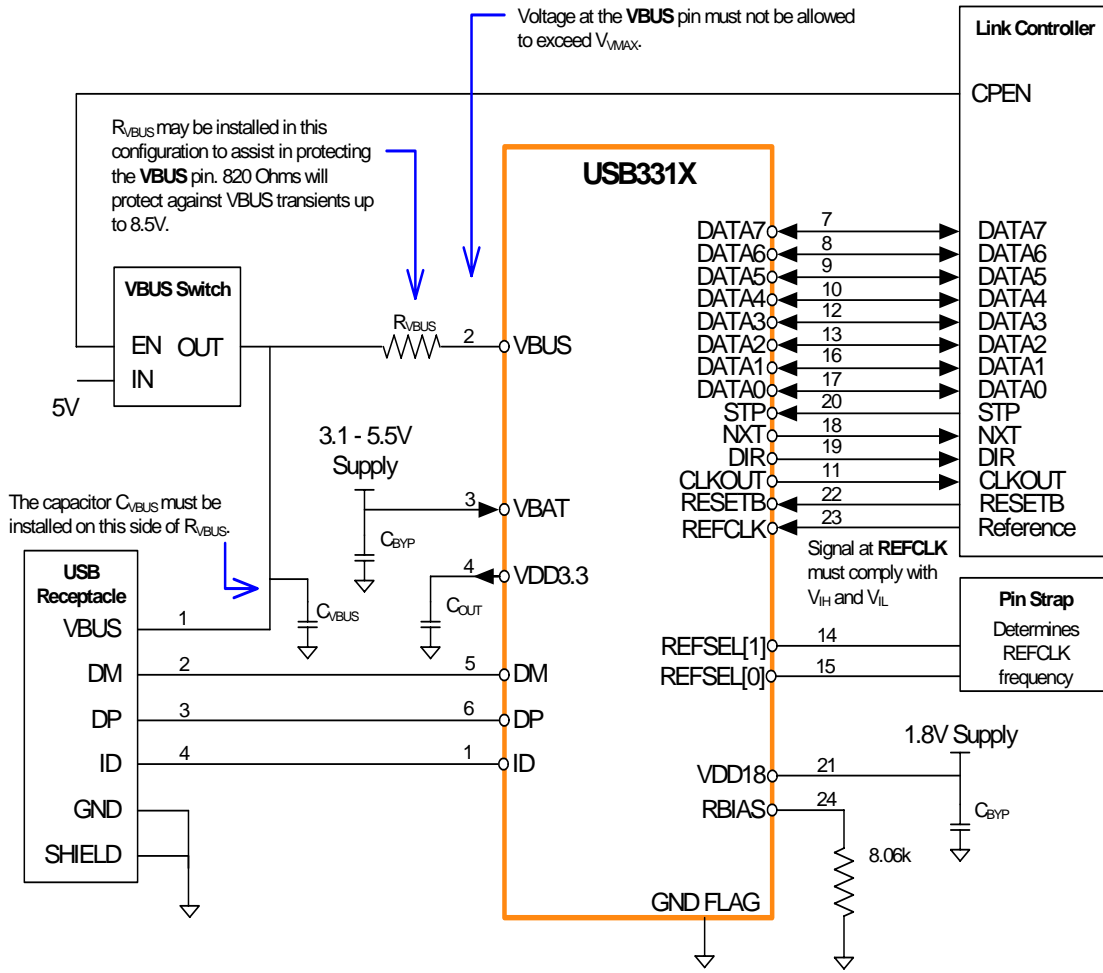 Voltage at the VBUS pin must not be allowed
to exceed VVMAX.
Link Controller
CPEN
RVBUS may be installed in this
configuration to assist in protecting
the VBUS pin. 820 Ohms will
protect against VBUS transients up
to 8.5V.
USB331X
VBUS Switch
EN OUT
IN
5V
RVBUS
2
VBUS
DATA7 7 DATA7
DATA6 8 DATA6
DATA5 9 DATA5
DATA4 10 DATA4
DATA3 12 DATA3
DATA2 13 DATA2
DATA1 16 DATA1
DATA0 17 DATA0
STP 20 STP
NXT 18 NXT
DIR 19 DIR
CLKOUT 11 CLKOUT
RESETB 22 RESETB
REFCLK 23 Reference
3.1 - 5.5V
Supply
3
VBAT
CBYP
4
VDD3.3
COUT
The capacitor CVBUS must be
installed on this side of RVBUS.
CVBUS
Signal at REFCLK
must comply with
VIH and VIL
USB
Receptacle
VBUS 1
DM 2 5 DM
DP 3 6 DP
ID 4 1 ID
GND
SHIELD
Pin Strap
Determines
REFCLK
frequency
REFSEL[1] 14
REFSEL[0] 15
1.8V Supply
VDD18 21
RBIAS 24
CBYP
8.06k
GND FLAG